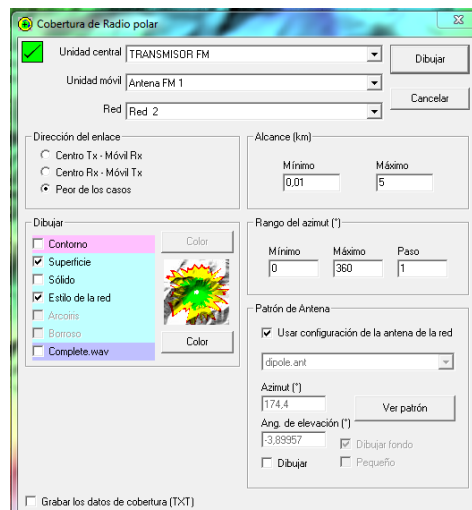 Cobertura de Radio polar
Unidad central TRANSMISOR FM
Dibujar
Unidad móvil Antena FM 1
Cancelar
Red Red 2
Dirección del enlace
Centro Tx - Móvil Rx
Centro Rx - Móvil Tx
Peor de los casos
Alcance (km)
Mínimo Máximo
0,01 5
Dibujar
Contorno
Color
Superficie
Sólido
Estilo de la red
Arcoiris
Borroso
Color
Complete.wav
Rango del azimut (°)
Mínimo Máximo Paso
0 360 1
Patrón de Antena
Usar configuración de la antena de la red
dipole.ant
Azimut (°)
174,4
Ver patrón
Ang. de elevación (°)
-3,89957
Dibujar fondo
Dibujar
Pequeño
Grabar los datos de cobertura (TXT)